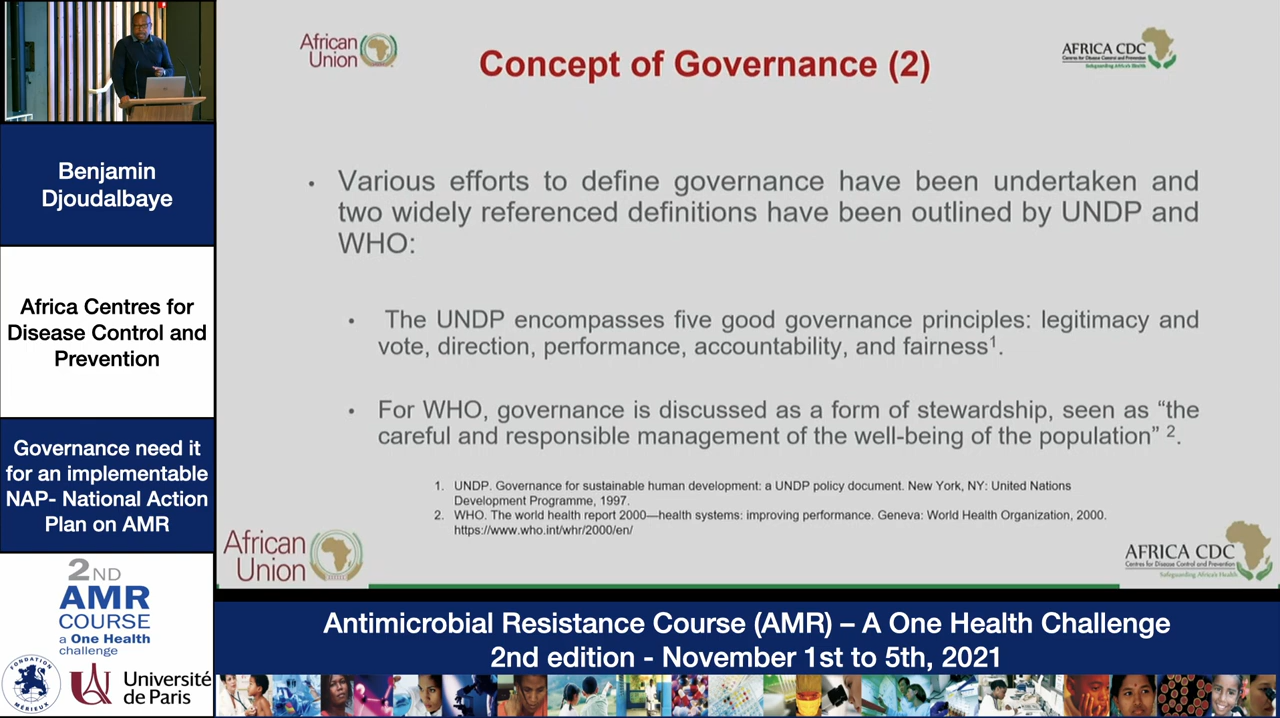 African
Union
AFRICA CDC
Centres for Disease Control and Prevention
Safeguarding Africa's Health
Concept of Governance (2)
• Various efforts to define governance have been undertaken and
two widely referenced definitions have been outlined by UNDP and
WHO:
• The UNDP encompasses five good governance principles: legitimacy and
vote, direction, performance, accountability, and fairness¹.
• For WHO, governance is discussed as a form of stewardship, seen as “the
careful and responsible management of the well-being of the population” ².
1. UNDP. Governance for sustainable human development: a UNDP policy document. New York, NY: United Nations
Development Programme, 1997.
2. WHO. The world health report 2000—health systems: improving performance. Geneva: World Health Organization, 2000.
https://www.who.int/whr/2000/en/
African
Union
AFRICA CDC
Centres for Disease Control and Prevention
Safeguarding Africa's Health
Benjamin
Djoudalbaye
Africa Centres for
Disease Control and
Prevention
Governance need it
for an implementable
NAP- National Action
Plan on AMR
2ND
AMR
COURSE
a One Health
challenge
FONDATION
MÉRIEUX
Université
de Paris
Antimicrobial Resistance Course (AMR) – A One Health Challenge
2nd edition - November 1st to 5th, 2021